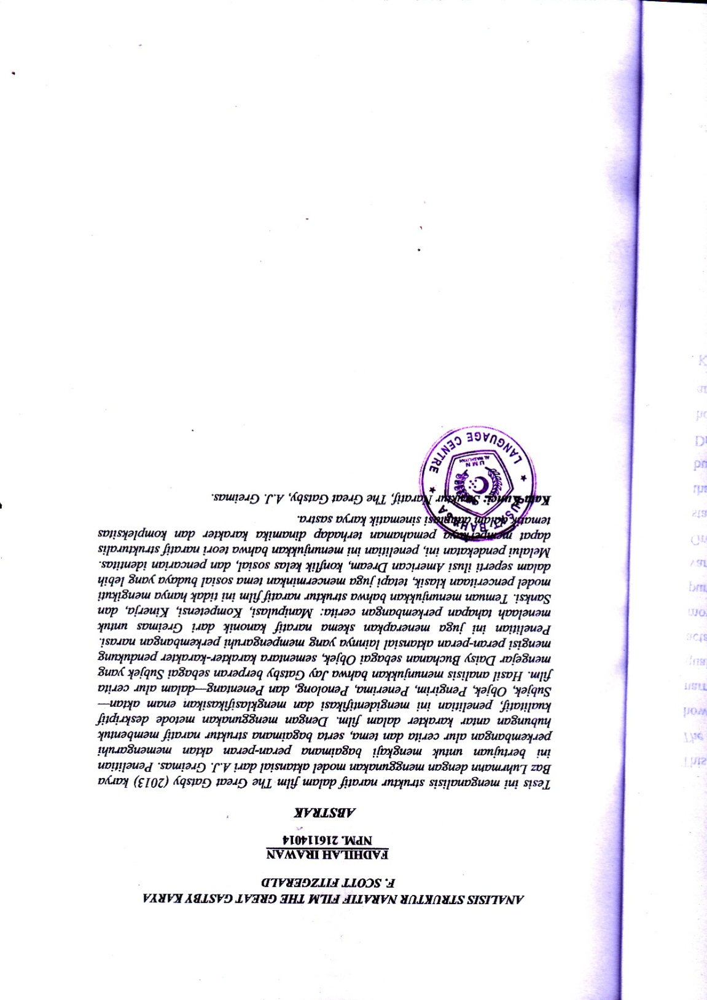 ANALISIS STRUKTUR NARATIF FILM THE GREAT GASTBY KARYA
F. SCOTT FITZGERALD
FADHILAH IRAWAN
NPM. 216114014
ABSTRAK
Tesis ini menganalisis struktur naratif dalam film The Great Gatsby (2013) karya
Baz Luhrmann dengan menggunakan model aktansial dari A.J. Greimas. Penelitian
ini bertujuan untuk mengkaji bagaimana peran-peran aktan memengaruhi
perkembangan alur cerita dan tema, serta bagaimana struktur naratif membentuk
hubungan antar karakter dalam film. Dengan menggunakan metode deskriptif
kualitatif, penelitian ini mengidentifikasi dan mengklasifikasikan enam aktan—
Subjek, Objek, Pengirim, Penerima, Penolong, dan Penentang—dalam alur cerita
film. Hasil analisis menunjukkan bahwa Jay Gatsby berperan sebagai Subjek yang
mengejar Daisy Buchanan sebagai Objek, sementara karakter-karakter pendukung
mengisi peran-peran aktansial lainnya yang mempengaruhi perkembangan narasi.
Penelitian ini juga menerapkan skema naratif kanonik dari Greimas untuk
menelaah tahapan perkembangan cerita: Manipulasi, Kompetensi, Kinerja, dan
Sanksi. Temuan menunjukkan bahwa struktur naratif film ini tidak hanya mengikuti
model penceritaan klasik, tetapi juga mencerminkan tema sosial budaya yang lebih
dalam seperti ilusi American Dream, konflik kelas sosial, dan pencarian identitas.
Melalui pendekatan ini, penelitian ini menunjukkan bahwa teori naratif strukturalis
dapat memperkaya pemahaman terhadap dinamika karakter dan kompleksitas
tematik dalam adaptasi sinematik karya sastra.
Kata Kunci: Struktur Naratif, The Great Gatsby, A.J. Greimas.
PUSAT BAHASA
UMN
AL WASHLIYAH
LANGUAGE CENTRE